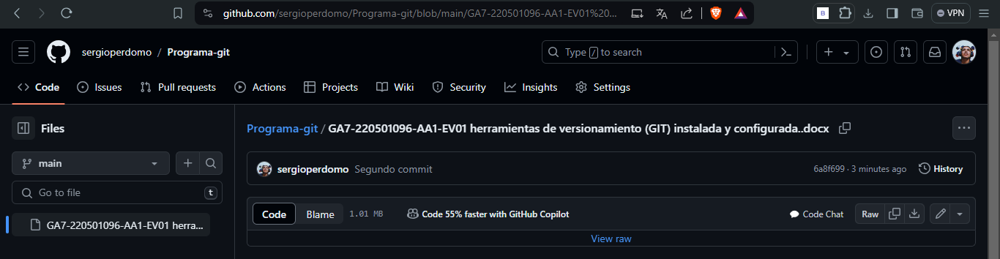 github.com/sergioperdomo/Programa-git/blob/main/GA7-220501096-AA1-EV01%20...
B
VPN
sergioperdomo / Programa-git
Type / to search
Code Issues Pull requests Actions Projects Wiki Security Insights Settings
Files
main
Go to file t
GA7-220501096-AA1-EV01 herra...
Programa-git / GA7-220501096-AA1-EV01 herramientas de versionamiento (GIT) instalada y configurada..docx
sergioperdomo Segundo commit 6a8f699 · 3 minutes ago History
Code Blame 1.01 MB Code 55% faster with GitHub Copilot Code Chat Raw
View raw